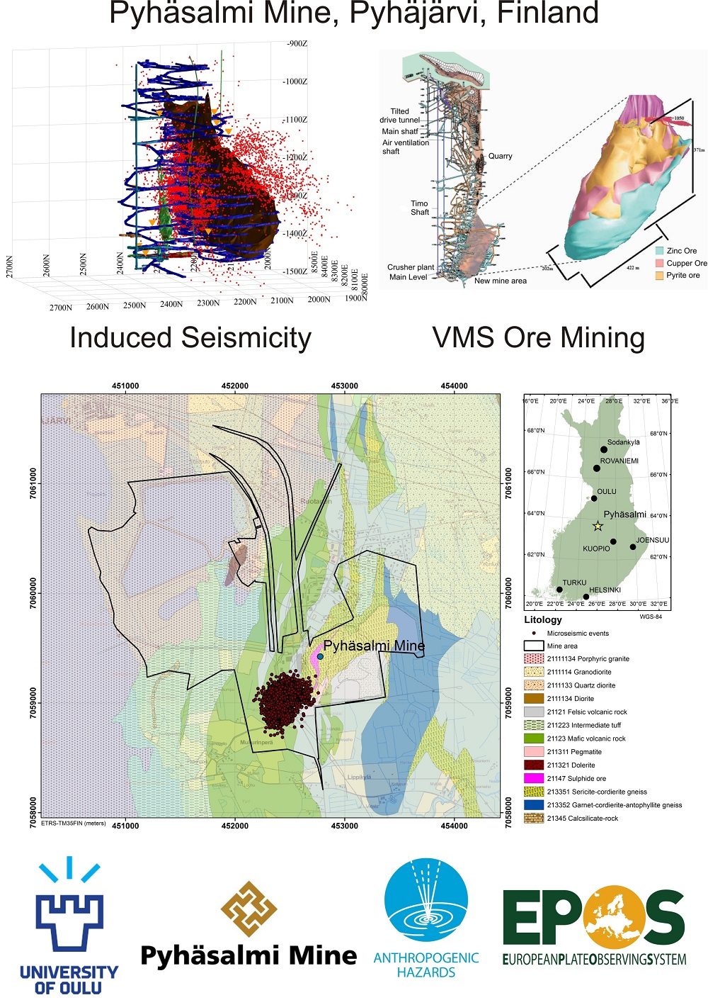 Pyhäsalmi Mine, Pyhäjärvi, Finland
-900Z
-1000Z
-1100Z
-1200Z
-1300Z
-1400Z
-1500Z
2700N
2600N
2500N
2400N
2200N
2100N
2000N
8500E
8400E
8300E
8200E
8100E
8000E
2700N
2600N
2500N
2400N
2300N
2200N
2100N
2000N
1900N
Tilted
drive tunnel
Main shatf
Air ventilation
shaft
Quarry
Timo
Shaft
Crusher plant
Main Level
New mine area
+1050
371m
202m
422 m
Zinc Ore
Cupper Ore
Pyrite ore
Induced Seismicity
VMS Ore Mining
451000
452000
453000
454000
7061000
7060000
7059000
7058000
7061000
7060000
7059000
7058000
AJÄRVI
Ruotanen
Pyhäsalmi Mine
Mullurinperä
Lippikylä
ETRS-TM35FIN (meters)
451000
452000
453000
454000
16°0'E
20°0'E
24°0'E
28°0'E
32°0'E
36°0'E
68°0'N
68°0'N
66°0'N
66°0'N
64°0'N
64°0'N
62°0'N
62°0'N
Sodankylä
ROVANIEMI
OULU
Pyhäsalmi
KUOPIO
JOENSUU
TURKU
HELSINKI
20°0'E
22°0'E
24°0'E
26°0'E
28°0'E
30°0'E
32°0'E
WGS-84
Litology
Microseismic events
Mine area
21111134 Porphyric granite
2111114 Granodiorite
2111133 Quartz diorite
2111134 Diorite
21121 Felsic volcanic rock
211223 Intermediate tuff
21123 Mafic volcanic rock
211311 Pegmatite
211321 Dolerite
21147 Sulphide ore
213351 Sericite-cordierite gneiss
213352 Garnet-cordierite-antophyllite gneiss
21345 Calcsilicate-rock
UNIVERSITY
OF OULU
Pyhäsalmi Mine
ANTHROPOGENIC
HAZARDS
EPOS
EUROPEANPLATEOBSERVINGSYSTEM